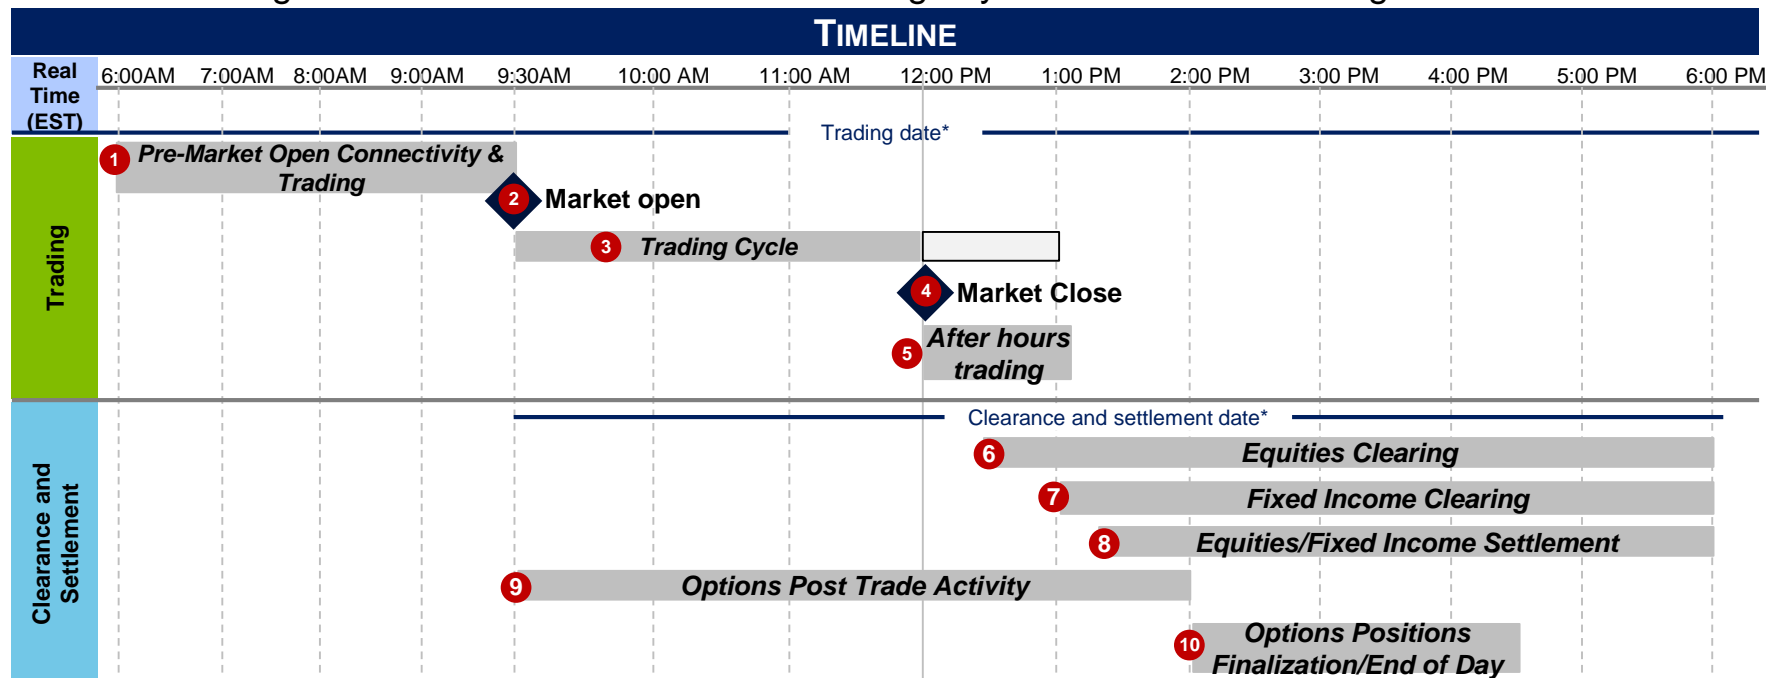 TIMELINE
Real
Time
(EST)
6:00AM 7:00AM 8:00AM 9:00AM 9:30AM 10:00 AM 11:00 AM 12:00 PM 1:00 PM 2:00 PM 3:00 PM 4:00 PM 5:00 PM 6:00 PM
Trading date*
Trading
1 Pre-Market Open Connectivity &
Trading
2 Market open
3 Trading Cycle
4 Market Close
5 After hours
trading
Clearance and
Settlement
Clearance and settlement date*
6 Equities Clearing
7 Fixed Income Clearing
8 Equities/Fixed Income Settlement
9 Options Post Trade Activity
10 Options Positions
Finalization/End of Day